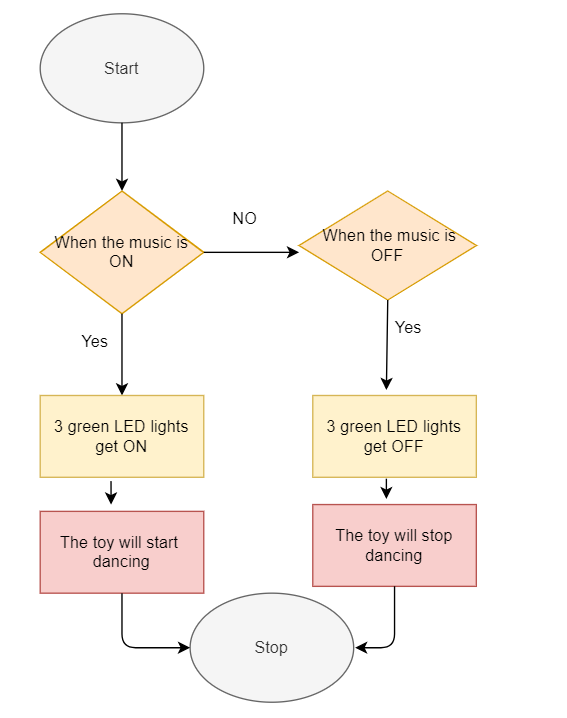 Start
When the music is
ON
NO
When the music is
OFF
Yes
Yes
3 green LED lights
get ON
3 green LED lights
get OFF
The toy will start
dancing
The toy will stop
dancing
Stop